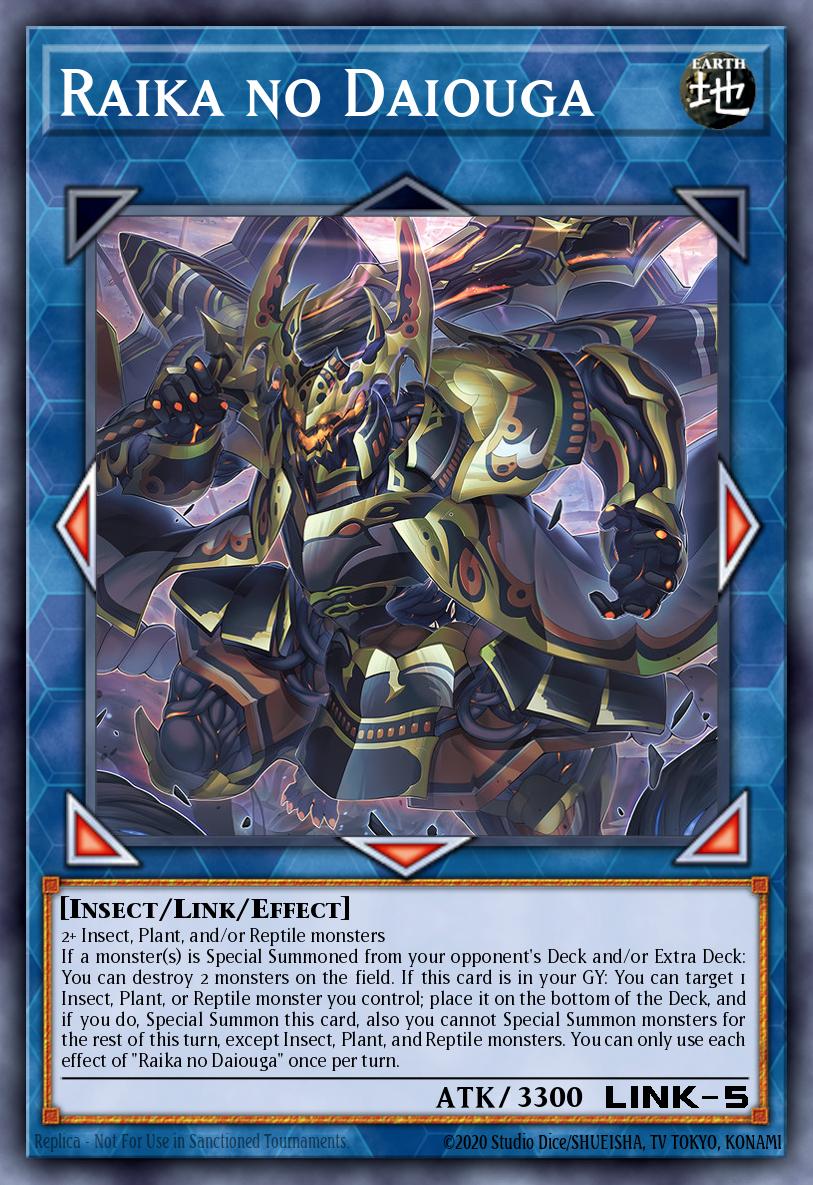 Raika no Daiouga
EARTH
地
[Insect/Link/Effect]
2+ Insect, Plant, and/or Reptile monsters
If a monster(s) is Special Summoned from your opponent's Deck and/or Extra Deck:
You can destroy 2 monsters on the field. If this card is in your GY: You can target 1
Insect, Plant, or Reptile monster you control; place it on the bottom of the Deck, and
if you do, Special Summon this card, also you cannot Special Summon monsters for
the rest of this turn, except Insect, Plant, and Reptile monsters. You can only use each
effect of "Raika no Daiouga" once per turn.
ATK/3300 LINK-5
Replica - Not For Use in Sanctioned Tournaments.
©2020 Studio Dice/SHUEISHA, TV TOKYO, KONAMI